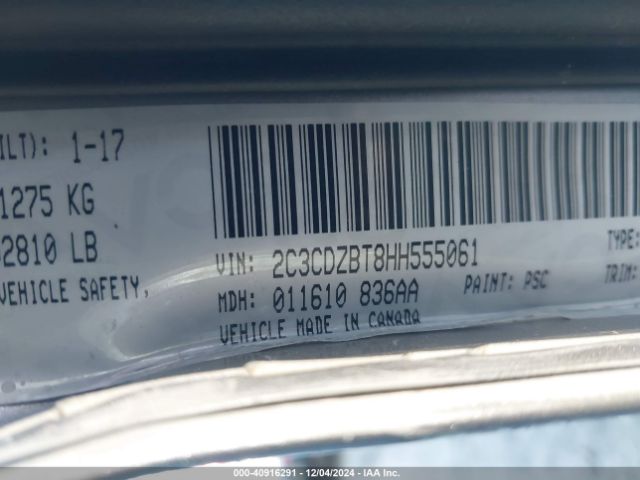 ILT): 1-17
1275 KG
2810 LB
VEHICLE SAFETY,
VIN: 2C3CDZBT8HH555061
TYPE:
MDH: 011610 836AA
PAINT: PSC
TRIM:
VEHICLE MADE IN CANADA
000-40916291 - 12/04/2024 - IAA Inc.